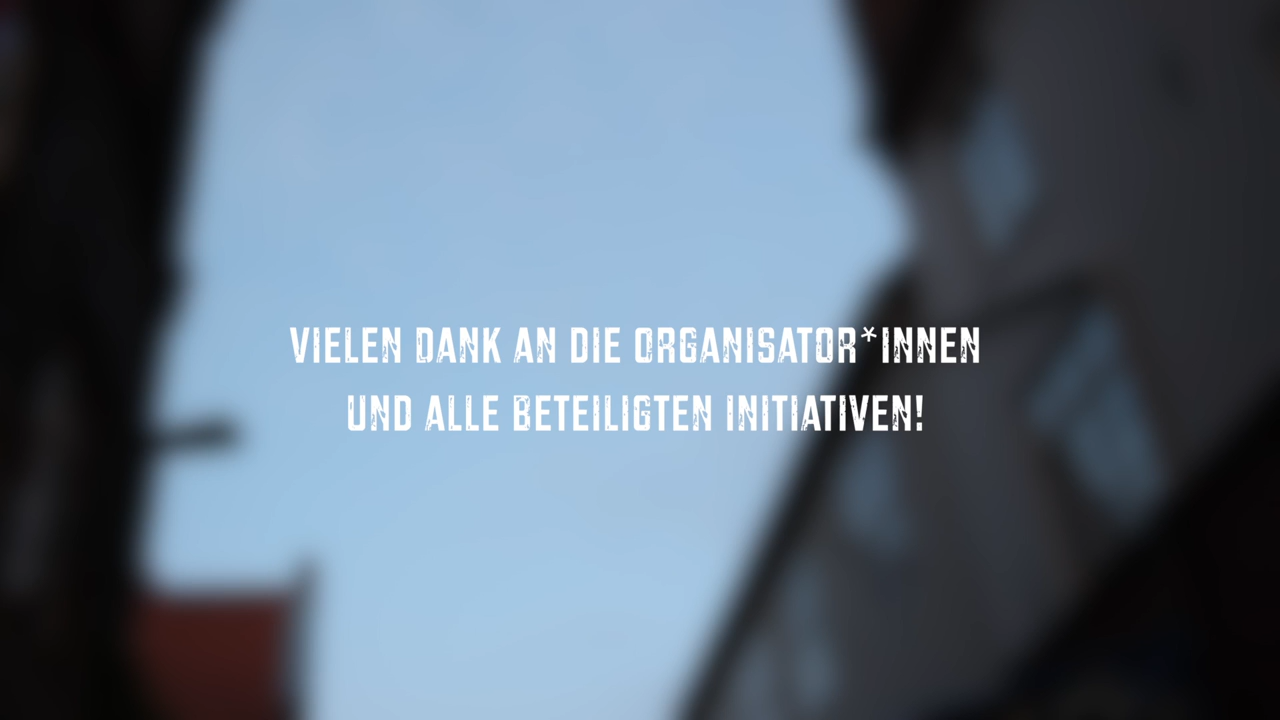 VIELEN DANK AN DIE ORGANISATOR*INNEN
UND ALLE BETEILIGTEN INITIATIVEN!